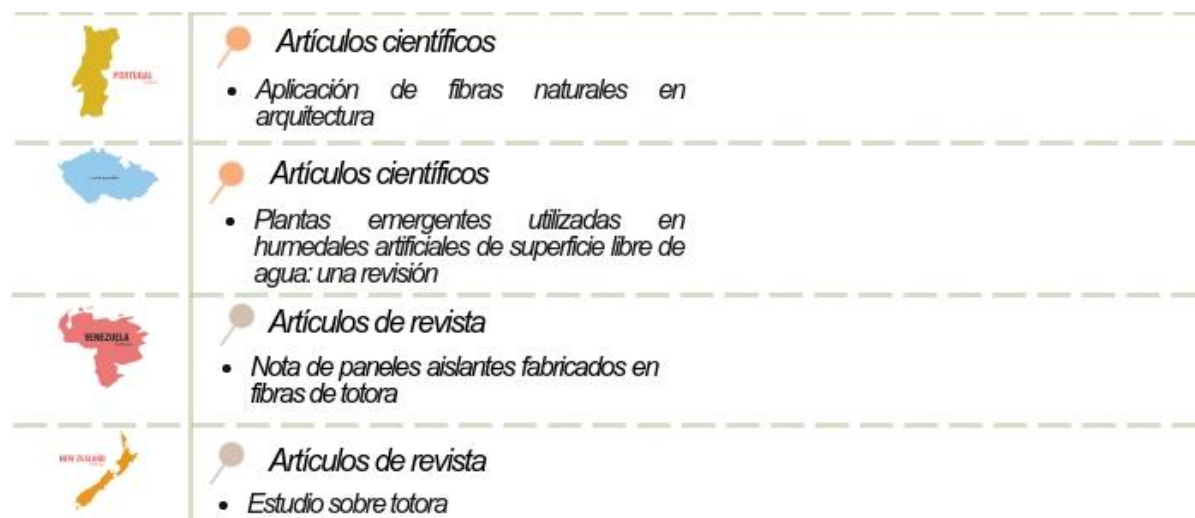 PORTUGAL
Artículos científicos
• Aplicación de fibras naturales en
arquitectura
Artículos científicos
• Plantas emergentes utilizadas en
humedales artificiales de superficie libre de
agua: una revisión
VENEZUELA
Artículos de revista
• Nota de paneles aislantes fabricados en
fibras de totora
NEW ZEALAND
Artículos de revista
• Estudio sobre totora